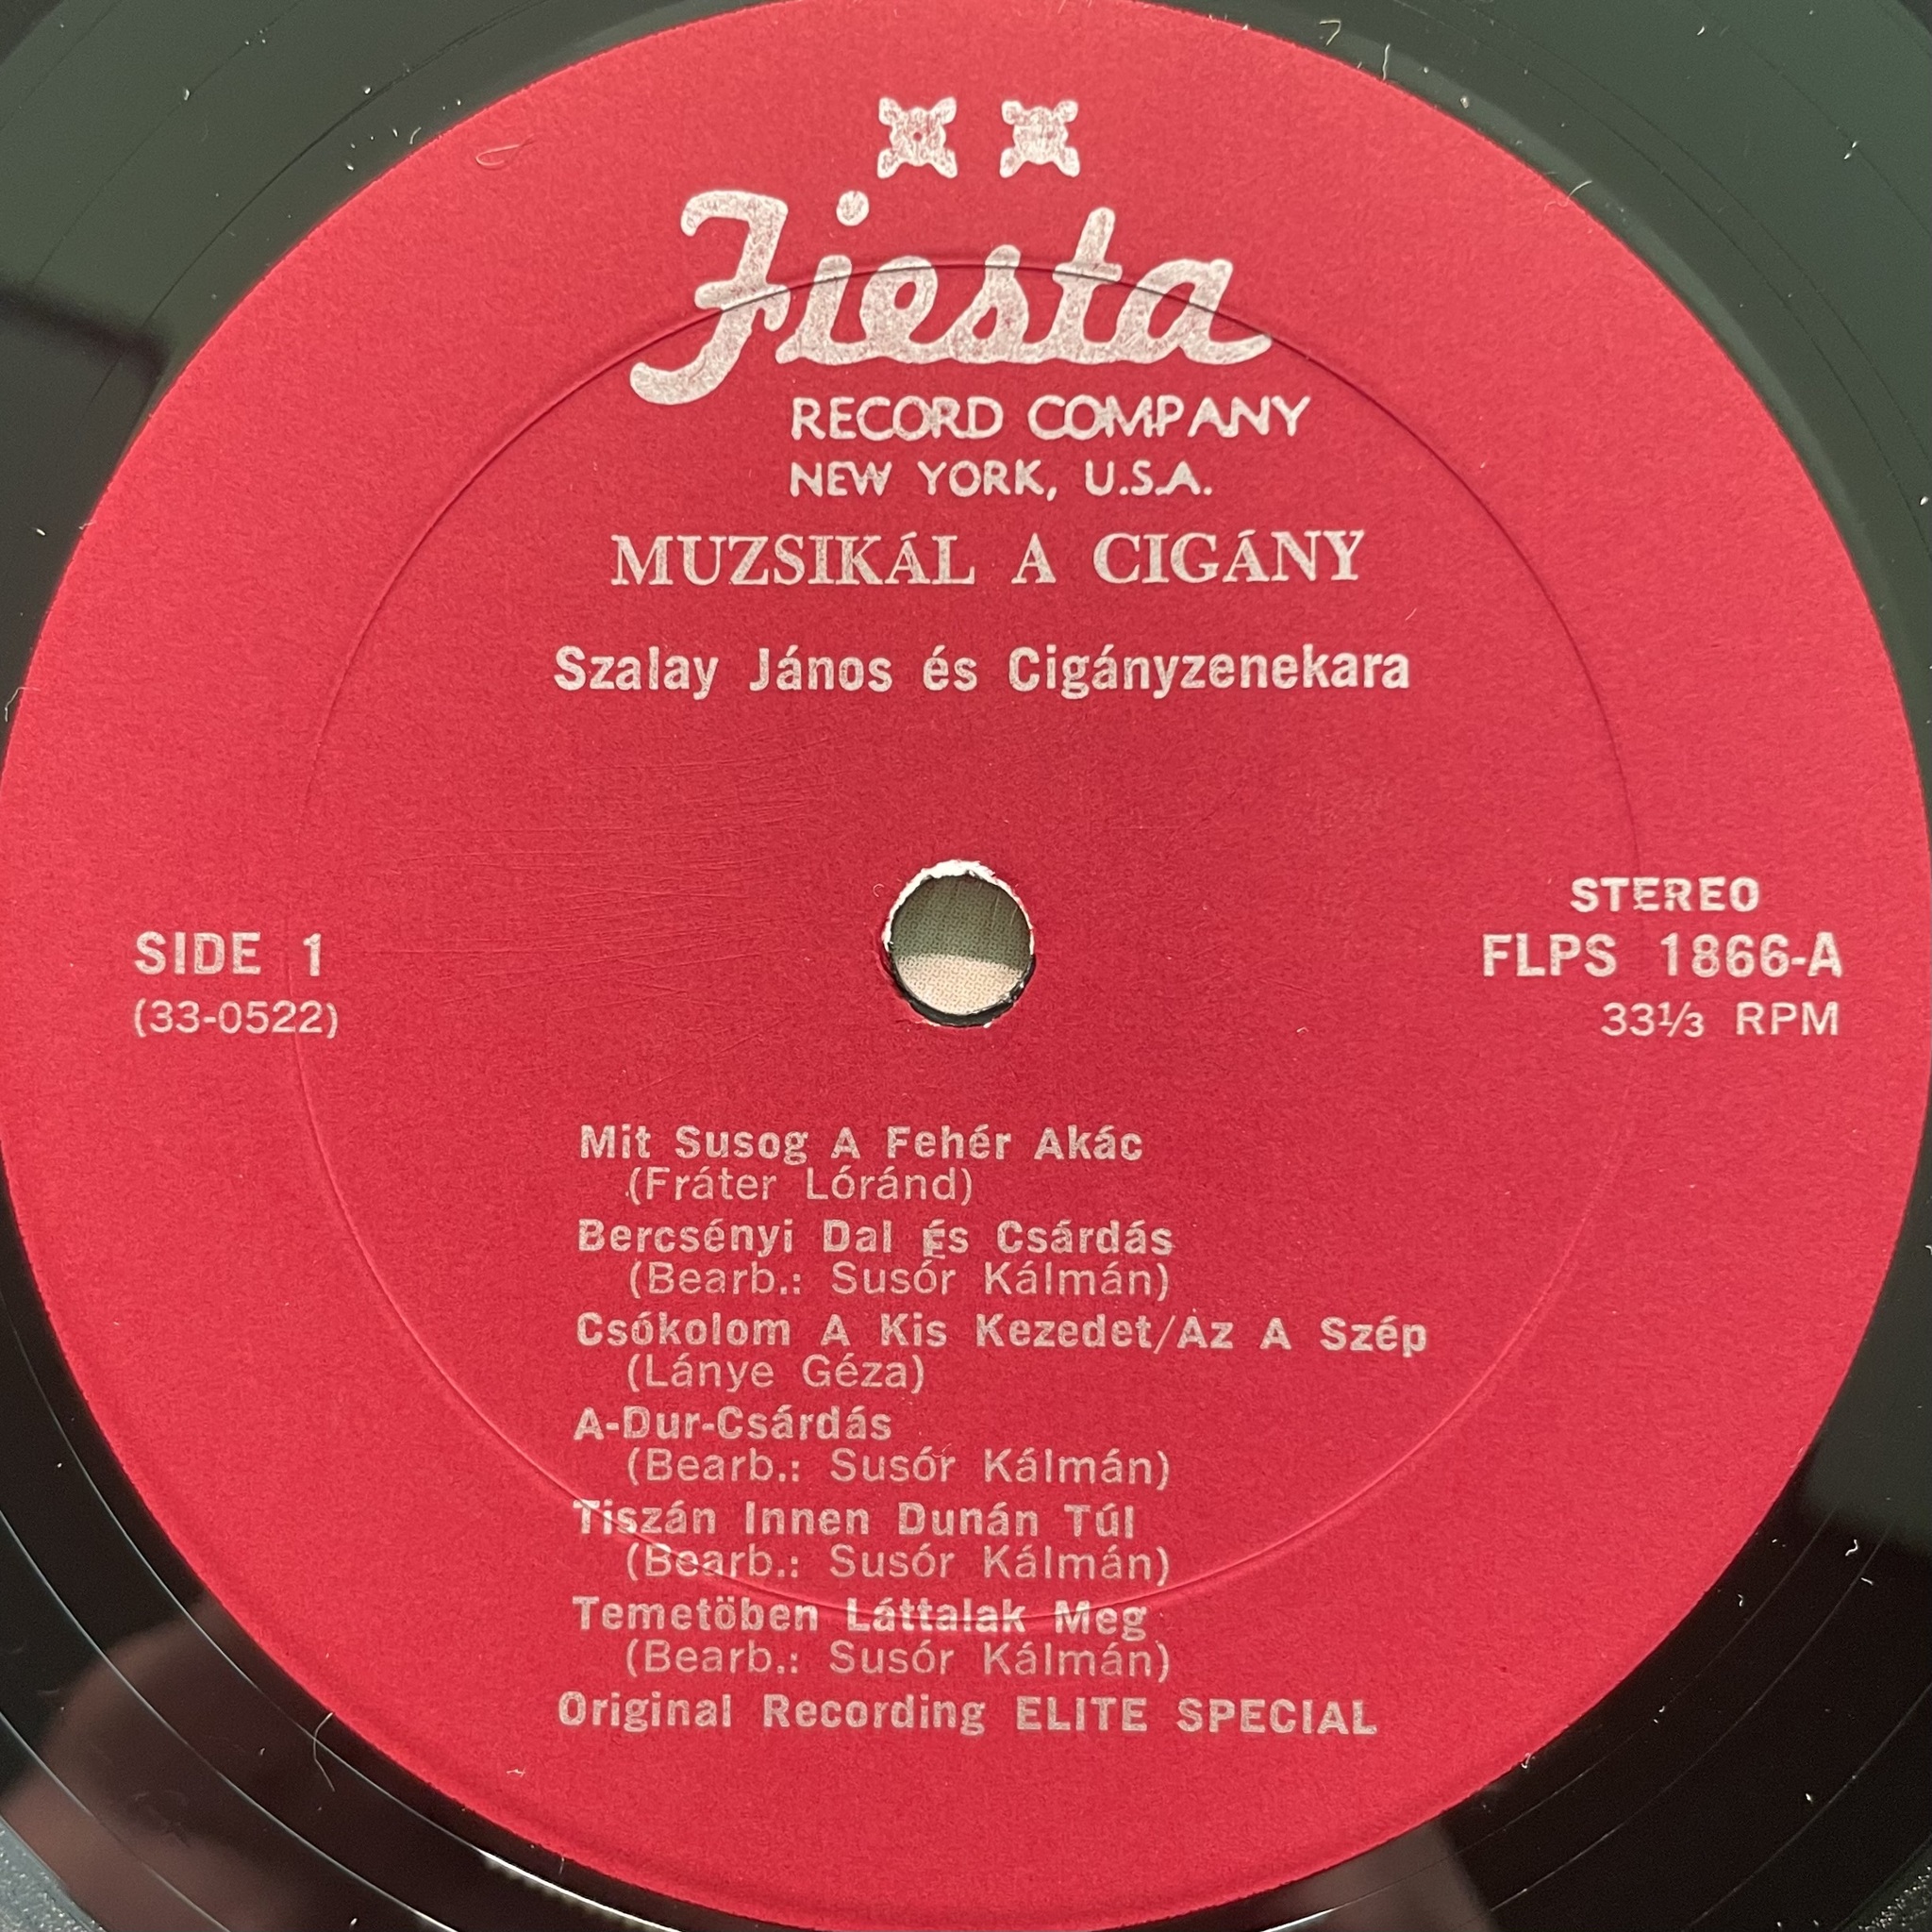 Fiesta
RECORD COMPANY
NEW YORK, U.S.A.
MUZSIKÁL A CIGÁNY
Szalay János és Cigányzenekara
SIDE 1
(33-0522)
STEREO
FLPS 1866-A
33⅓ RPM
Mit Susog A Fehér Akác
(Fráter Lóránd)
Bercsényi Dal És Csárdás
(Bearb.: Susór Kálmán)
Csókolom A Kis Kezedet/Az A Szép
(Lánye Géza)
A-Dur-Csárdás
(Bearb.: Susór Kálmán)
Tiszán Innen Dunán Túl
(Bearb.: Susór Kálmán)
Temetöben Láttalak Meg
(Bearb.: Susór Kálmán)
Original Recording ELITE SPECIAL